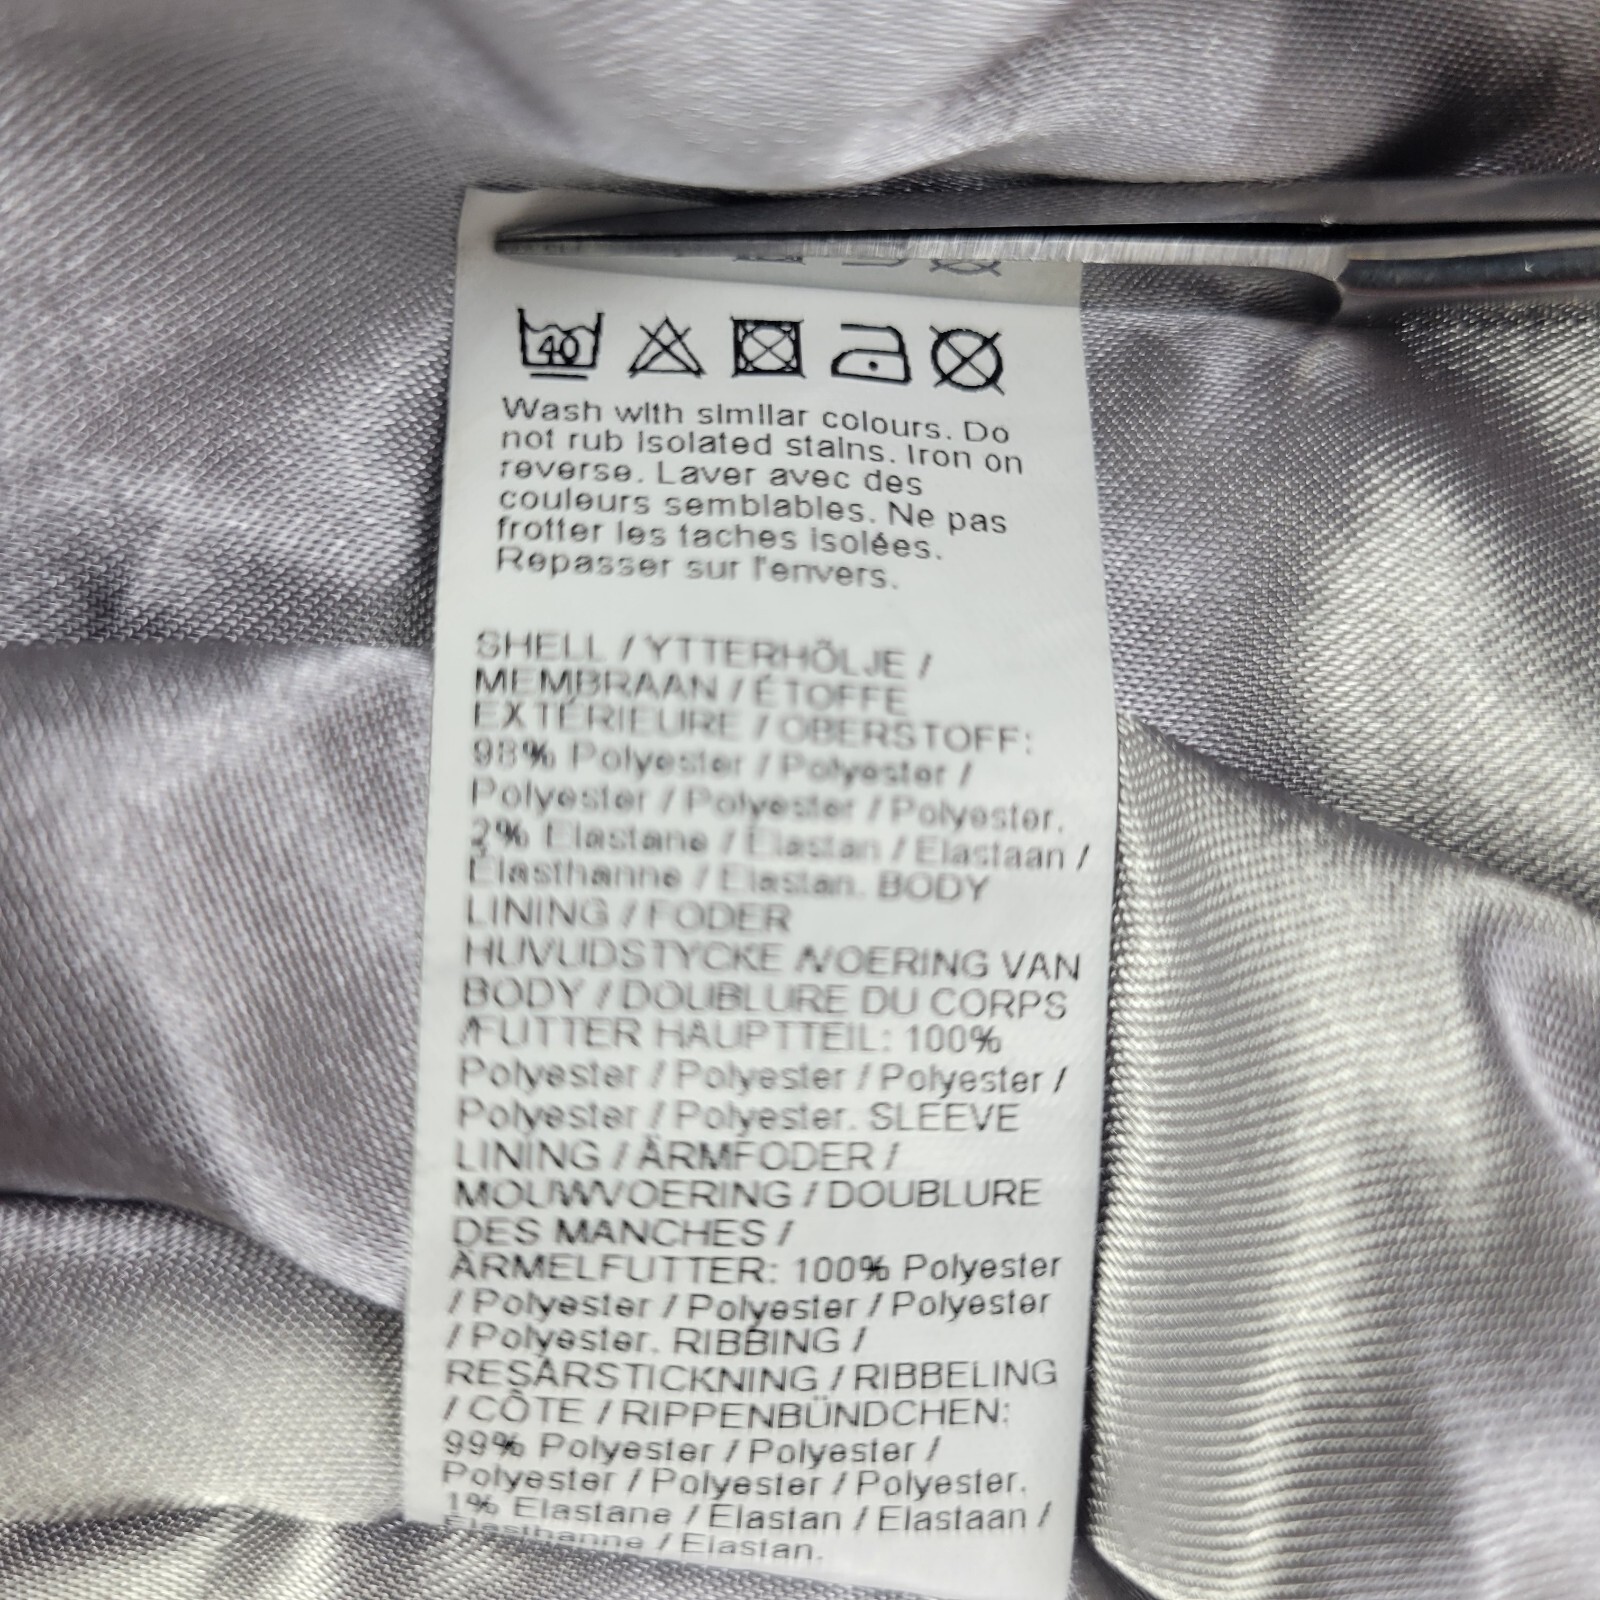 40
Wash with similar colours. Do
not rub isolated stains. Iron on
reverse. Laver avec des
couleurs semblables. Ne pas
frotter les taches isolées.
Repasser sur l'envers.
SHELL / YTTERHÕLJE /
MEMBRAAN / ÉTOFFE
EXTÉRIEURE / OBERSTOFF:
98% Polyester / Polyester /
Polyester / Polyester / Polyester.
2% Elastane / Elastan / Elastaan /
Élasthanne / Elastan. BODY
LINING / FODER
HUVUDSTYCKE /VOERING VAN
BODY / DOUBLURE DU CORPS
/FUTTER HAUPTTEIL: 100%
Polyester / Polyester / Polyester /
Polyester / Polyester. SLEEVE
LINING / ÄRMFODER /
MOUWVOERING / DOUBLURE
DES MANCHES /
ÄRMELFUTTER: 100% Polyester
/ Polyester / Polyester / Polyester
/ Polyester. RIBBING /
RESÅRSTICKNING / RIBBELING
/ CÔTE / RIPPENBÜNDCHEN:
99% Polyester / Polyester /
Polyester / Polyester / Polyester.
1% Elastane / Elastan / Elastaan /
Élasthanne / Elastan.